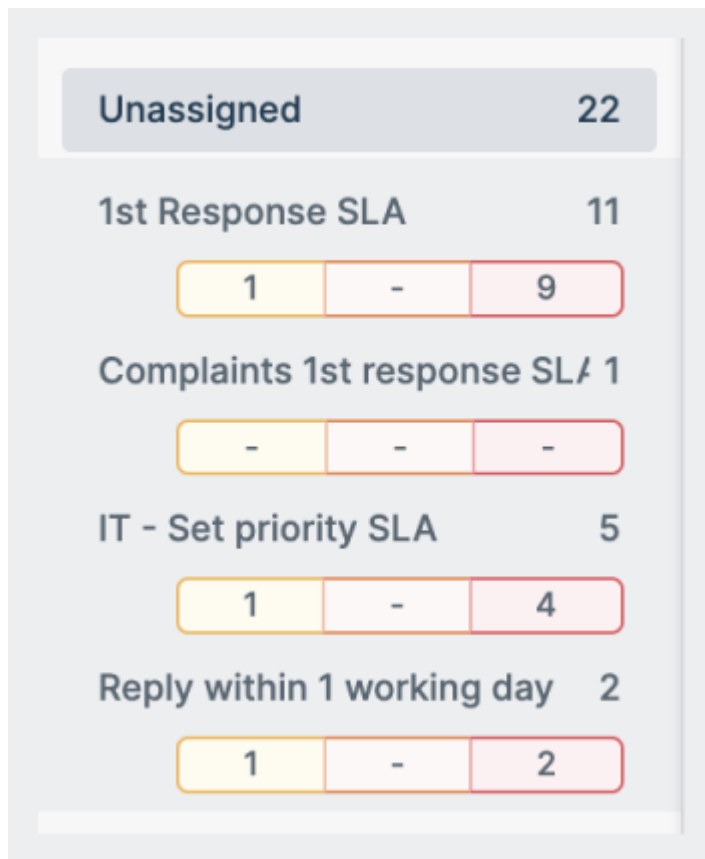 Unassigned 22
1st Response SLA 11
1 - 9
Complaints 1st response SL 1
- - -
IT - Set priority SLA 5
1 - 4
Reply within 1 working day 2
1 - 2